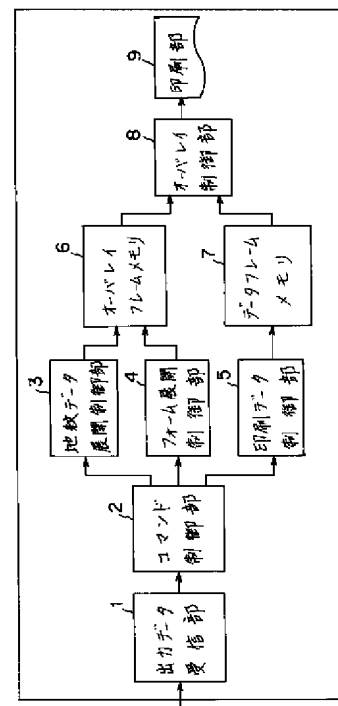 1
出力データ
受信部
2
コマンド
制御部
3
地紋データ
展開制御部
4
フォーム展開
制御部
5
印刷データ
制御部
6
オーバレイ
フレームメモリ
7
データフレーム
メモリ
8
オーバレイ
制御部
9
印刷部